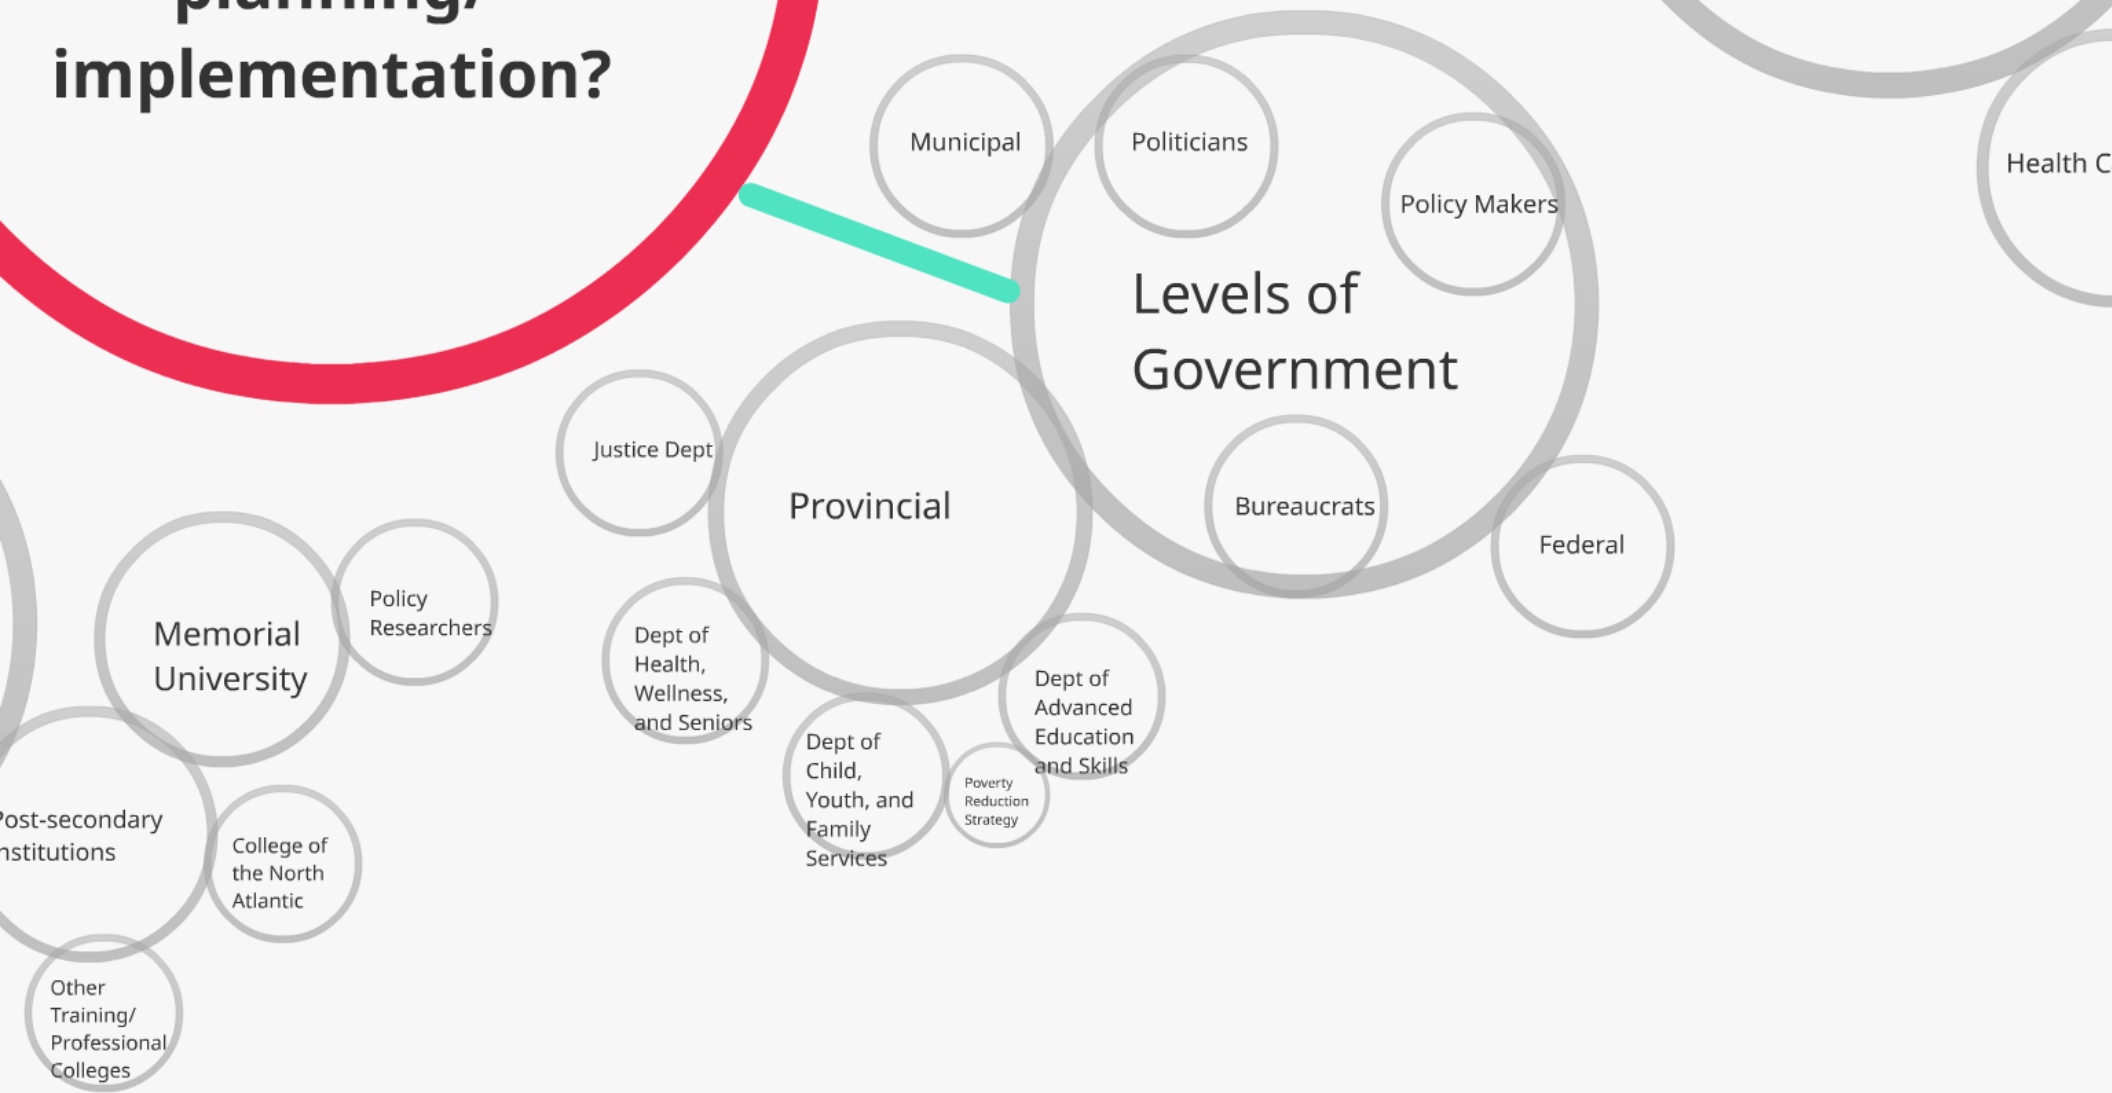 planning/
implementation?
Municipal
Politicians
Policy Makers
Health
Levels of
Government
Bureaucrats
Federal
Provincial
Justice Dept
Dept of
Health,
Wellness,
and Seniors
Dept of
Child,
Youth, and
Family
Services
Poverty
Reduction
Strategy
Dept of
Advanced
Education
and Skills
Memorial
University
Policy
Researchers
Post-secondary
nstitutions
College of
the North
Atlantic
Other
Training/
Professional
Colleges